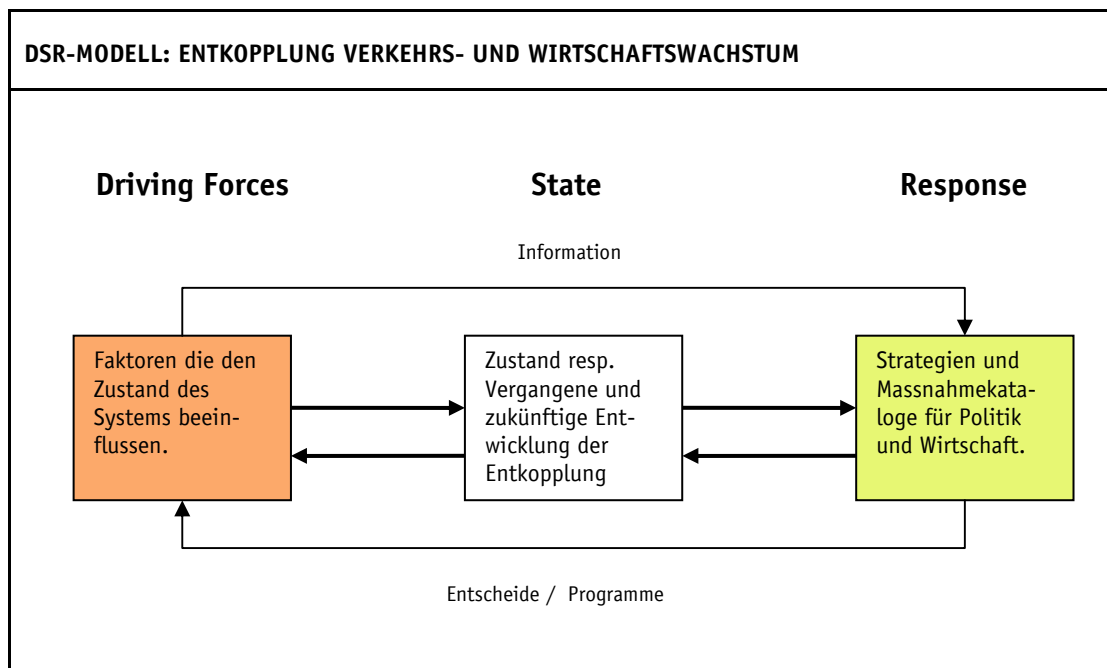 DSR-MODELL: ENTKOPPLUNG VERKEHRS- UND WIRTSCHAFTSWACHSTUM
Driving Forces
State
Response
Information
Faktoren die den
Zustand des
Systems beein-
flussen.
Zustand resp.
Vergangene und
zukünftige Ent-
wicklung der
Entkopplung
Strategien und
Massnahmekata-
loge für Politik
und Wirtschaft.
Entscheide / Programme